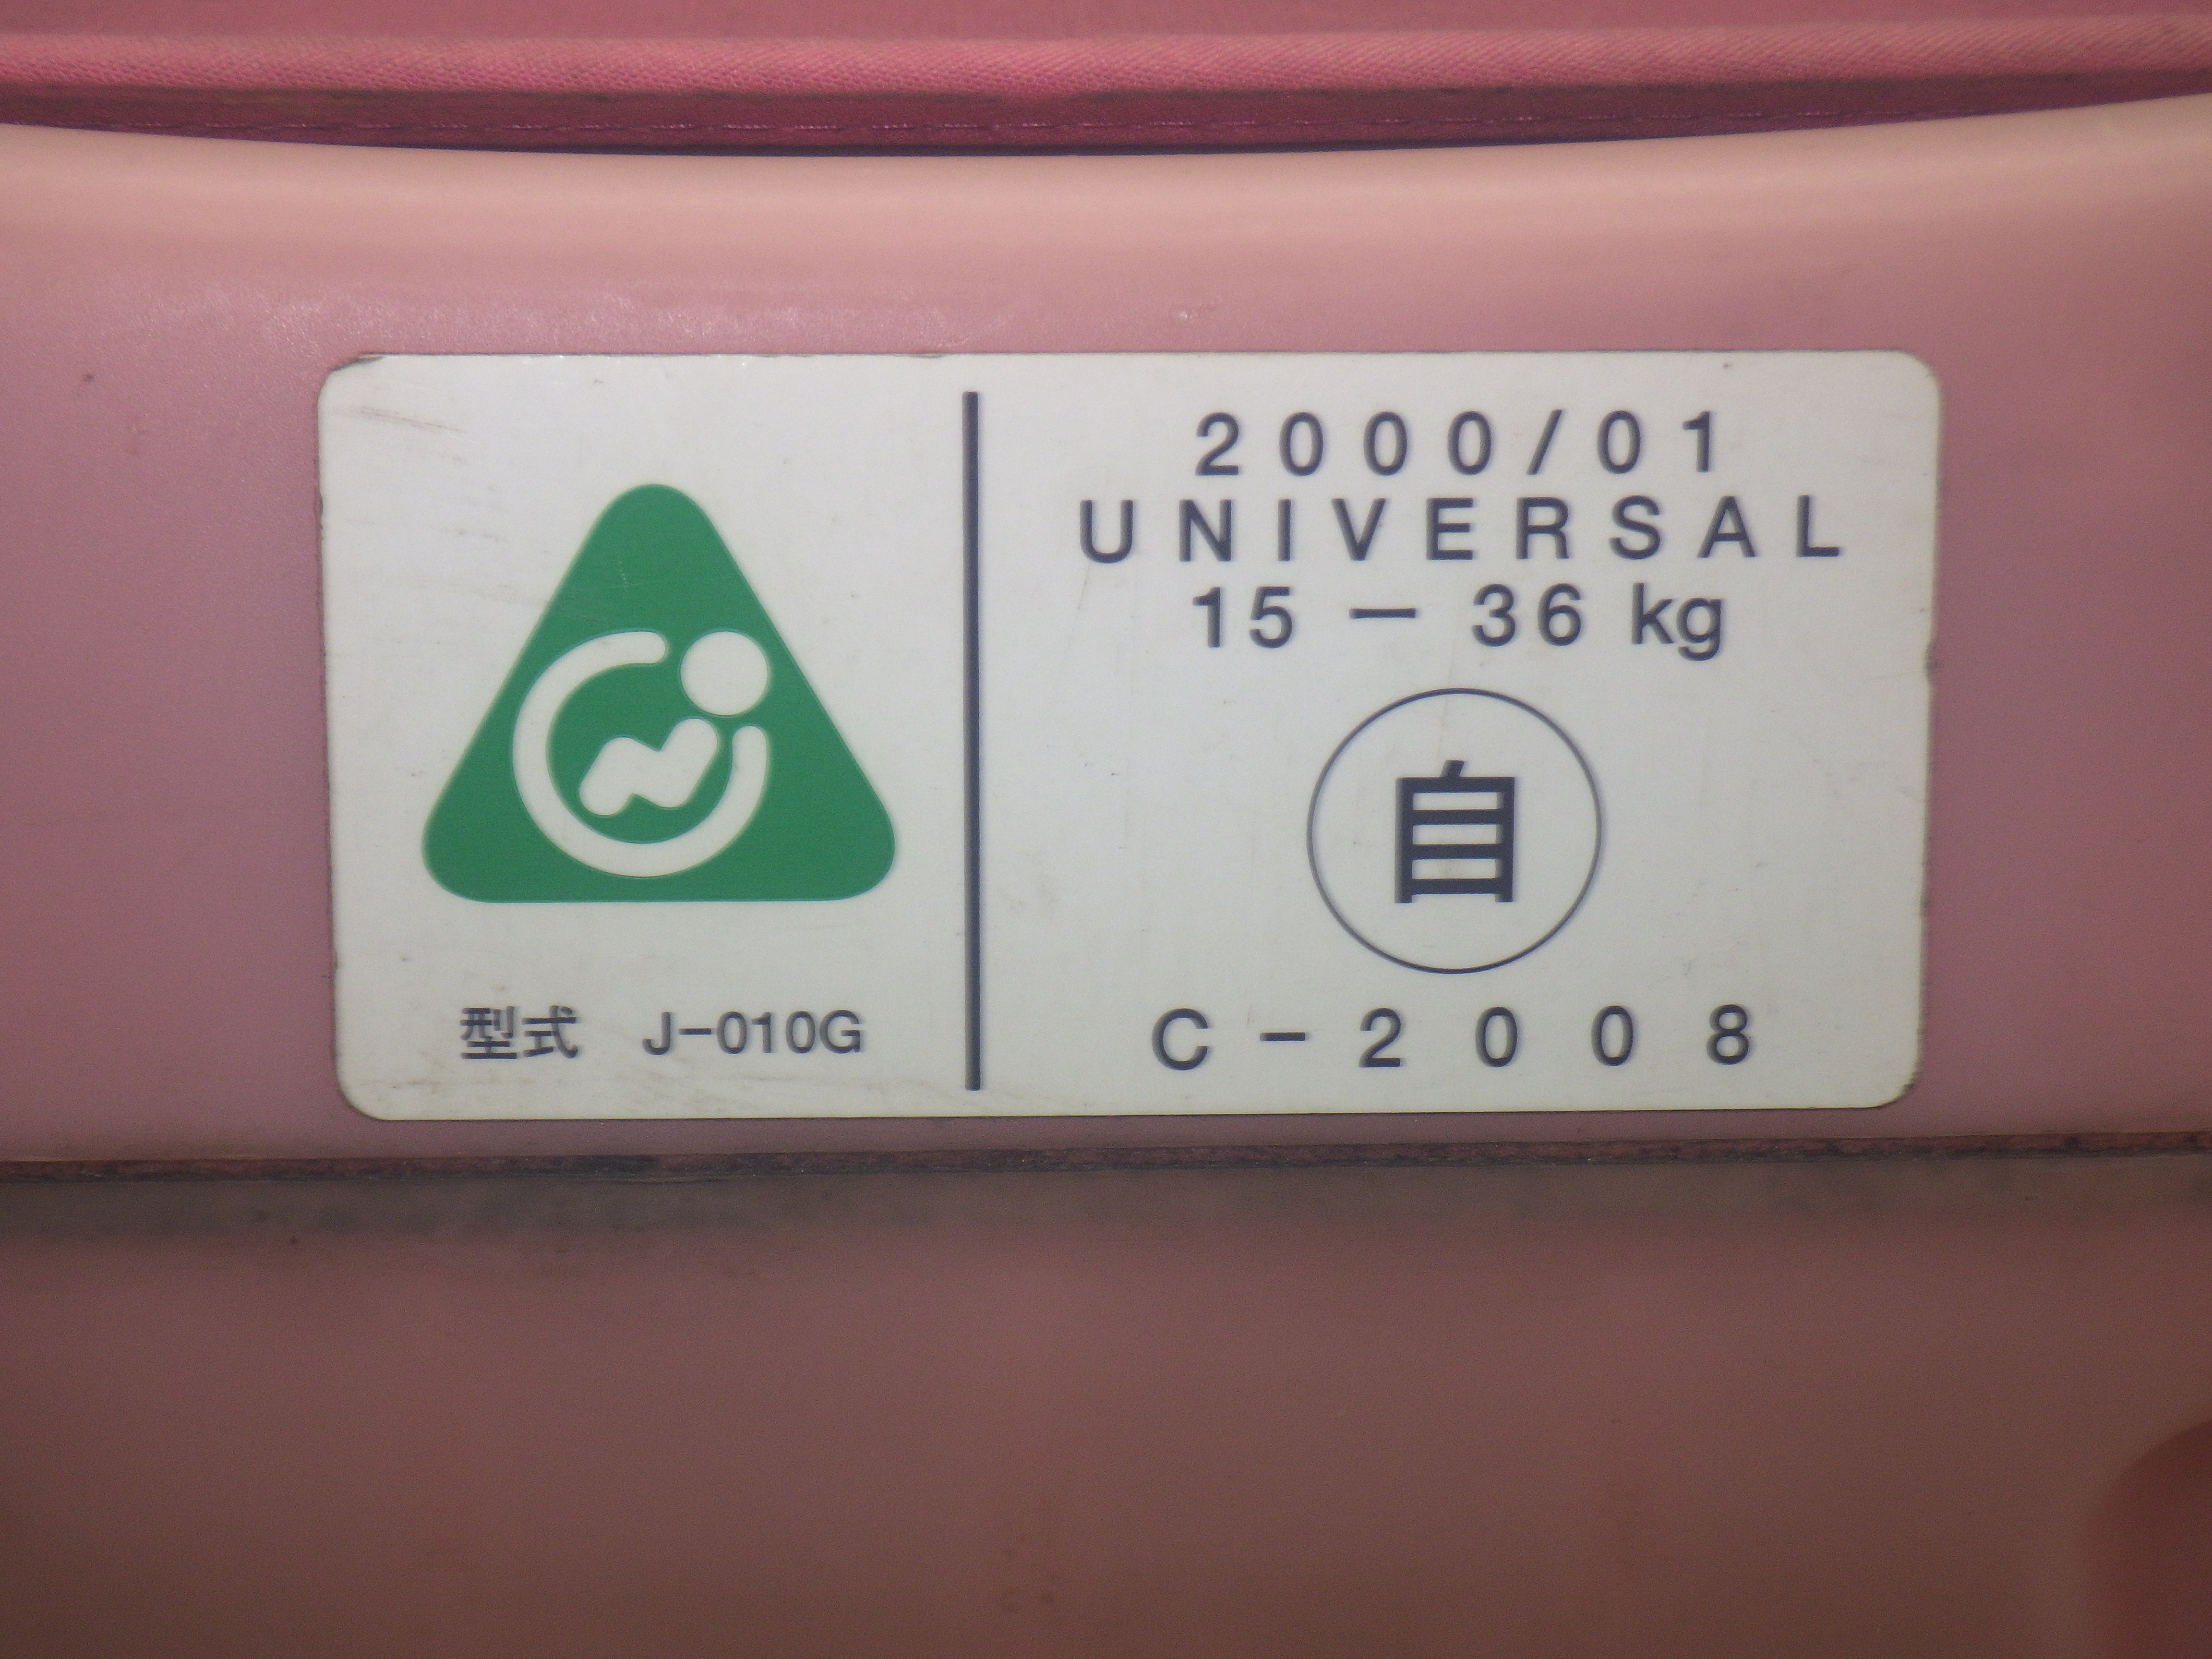 型式 J-010G
2000/01
UNIVERSAL
15 - 36 kg
自
C-2008